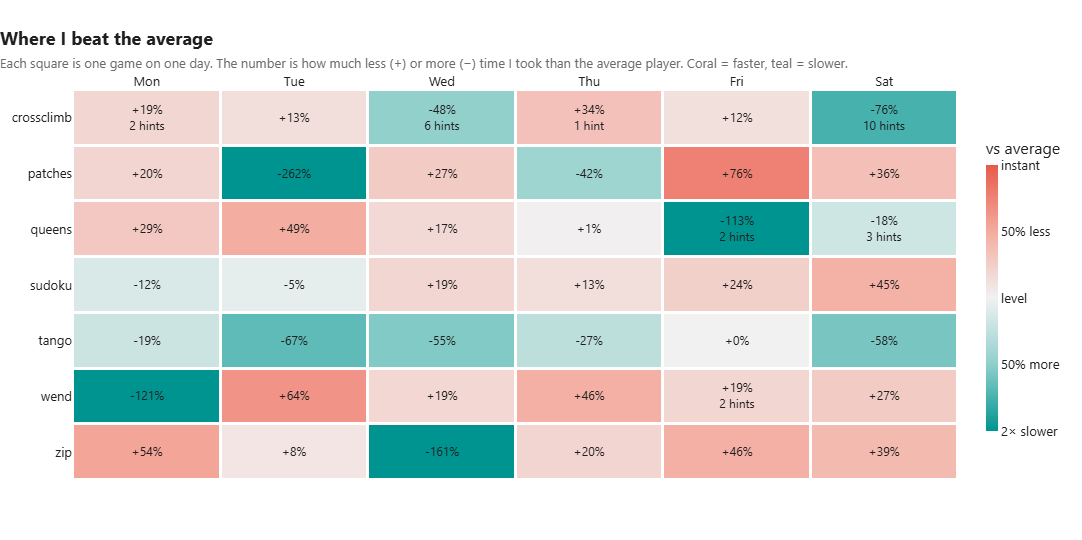 Where I beat the average
Each square is one game on one day. The number is how much less (+) or more (−) time I took than the average player. Coral = faster, teal = slower.
Mon Tue Wed Thu Fri Sat
crossclimb +19% +13% -48% +34% +12% -76%
2 hints 6 hints 1 hint 10 hints
patches +20% -262% +27% -42% +76% +36%
queens +29% +49% +17% +1% -113% -18%
2 hints 3 hints
sudoku -12% -5% +19% +13% +24% +45%
tango -19% -67% -55% -27% +0% -58%
wend -121% +64% +19% +46% +19% +27%
2 hints
zip +54% +8% -161% +20% +46% +39%
vs average
instant
50% less
level
50% more
2× slower